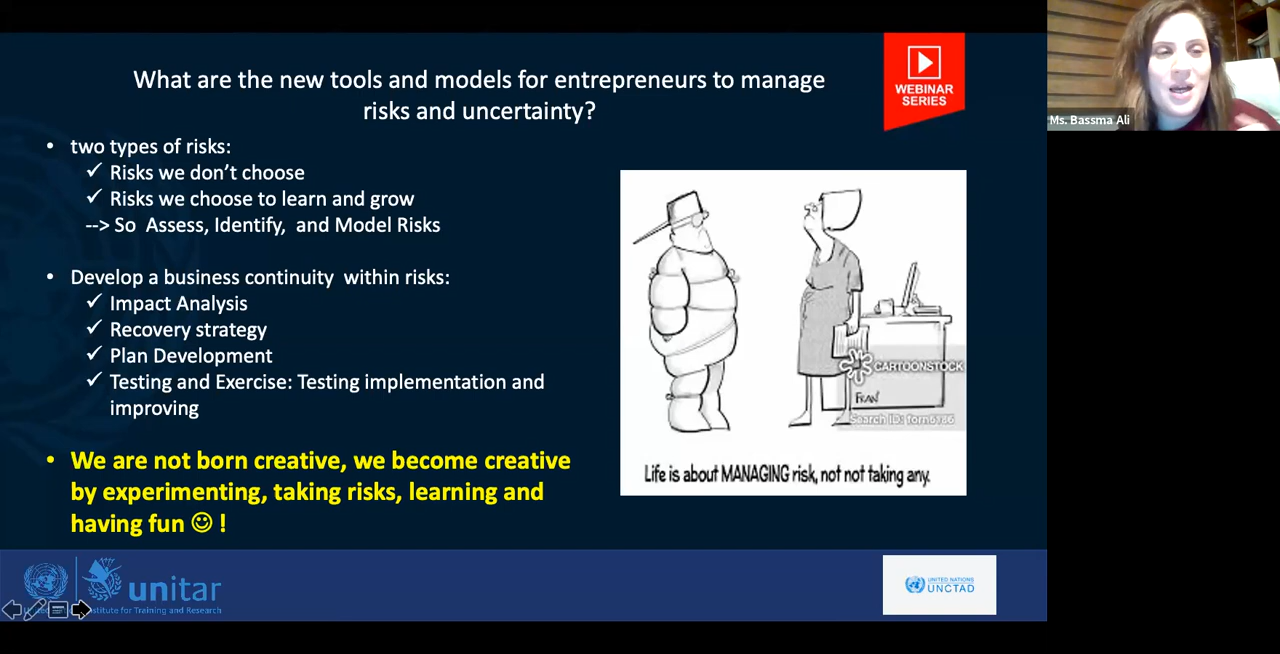 What are the new tools and models for entrepreneurs to manage
risks and uncertainty?
WEBINAR
SERIES
Ms. Bassma Ali
• two types of risks:
✓ Risks we don't choose
✓ Risks we choose to learn and grow
--> So Assess, Identify, and Model Risks
• Develop a business continuity within risks:
✓ Impact Analysis
✓ Recovery strategy
✓ Plan Development
✓ Testing and Exercise: Testing implementation and
improving
• We are not born creative, we become creative
by experimenting, taking risks, learning and
having fun ☺ !
CARTOONSTOCK
FRAN
Search ID:
Life is about MANAGING risk, not not taking any.
unitar
Institute for Training and Research
UNITED NATIONS
UNCTAD